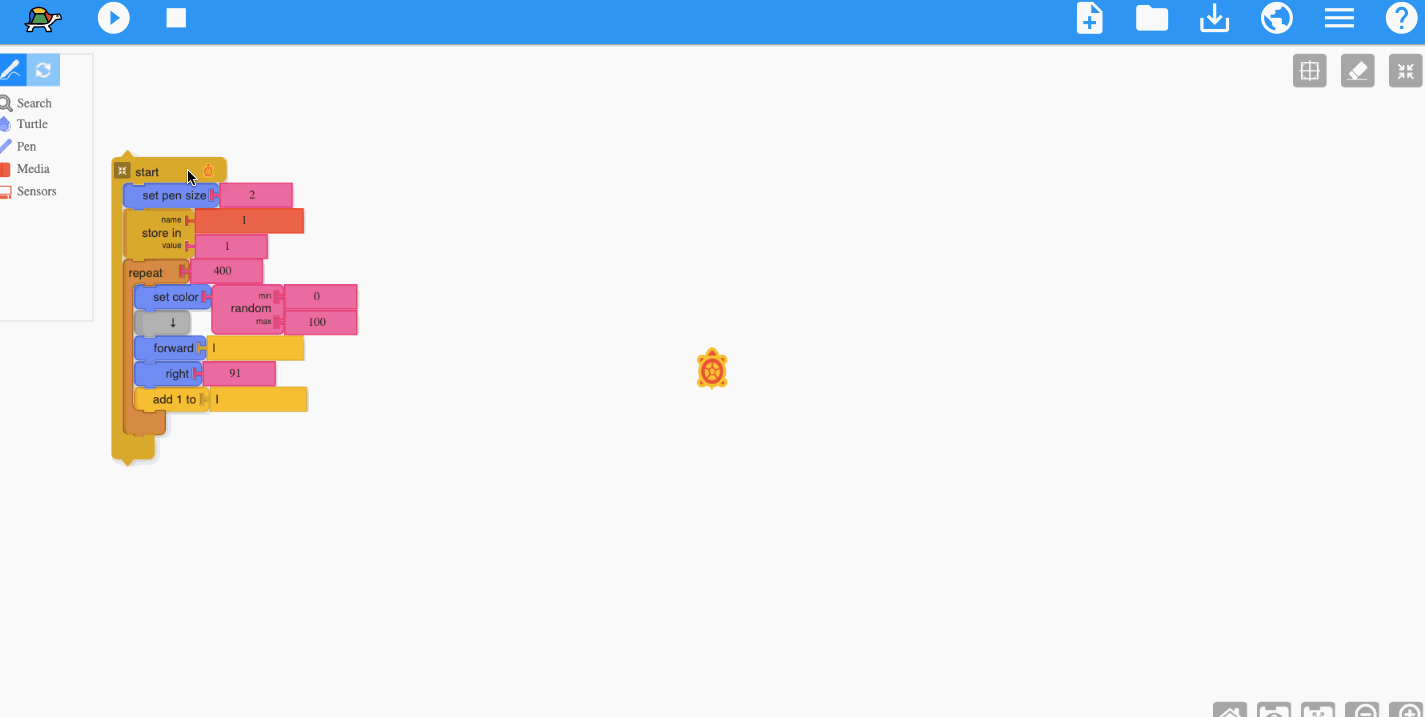 Search
Turtle
Pen
Media
Sensors
start
set pen size 2
name l
store in
value 1
repeat 400
set color random min 0
max 100
↓
forward l
right 91
add 1 to l